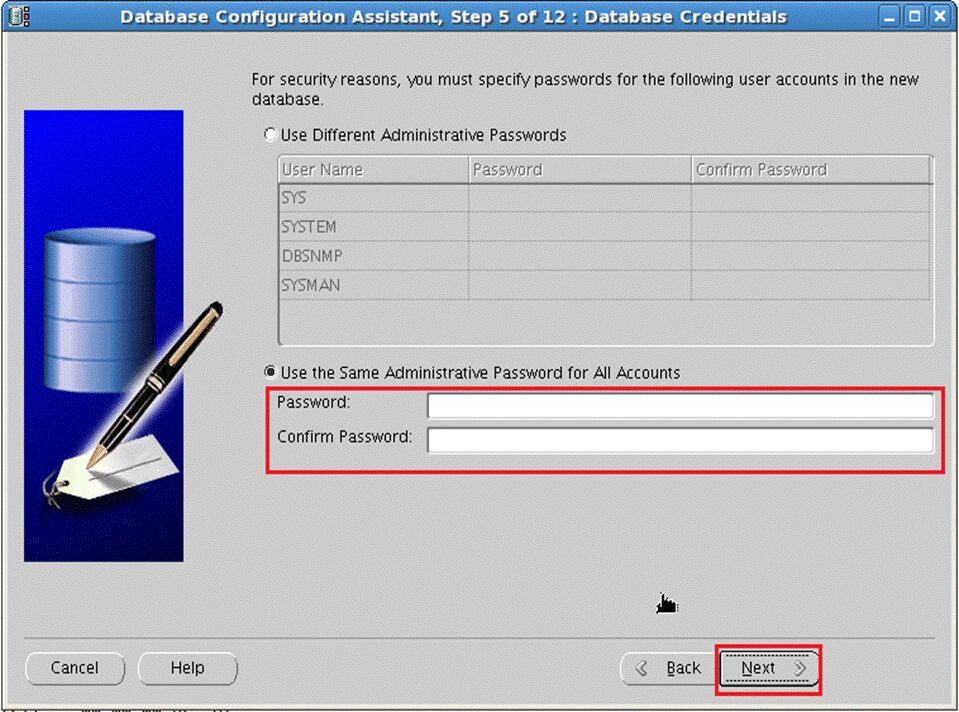 Database Configuration Assistant, Step 5 of 12 : Database Credentials
For security reasons, you must specify passwords for the following user accounts in the new
database.
Use Different Administrative Passwords
User Name Password Confirm Password
SYS
SYSTEM
DBSNMP
SYSMAN
Use the Same Administrative Password for All Accounts
Password:
Confirm Password:
Cancel Help Back Next